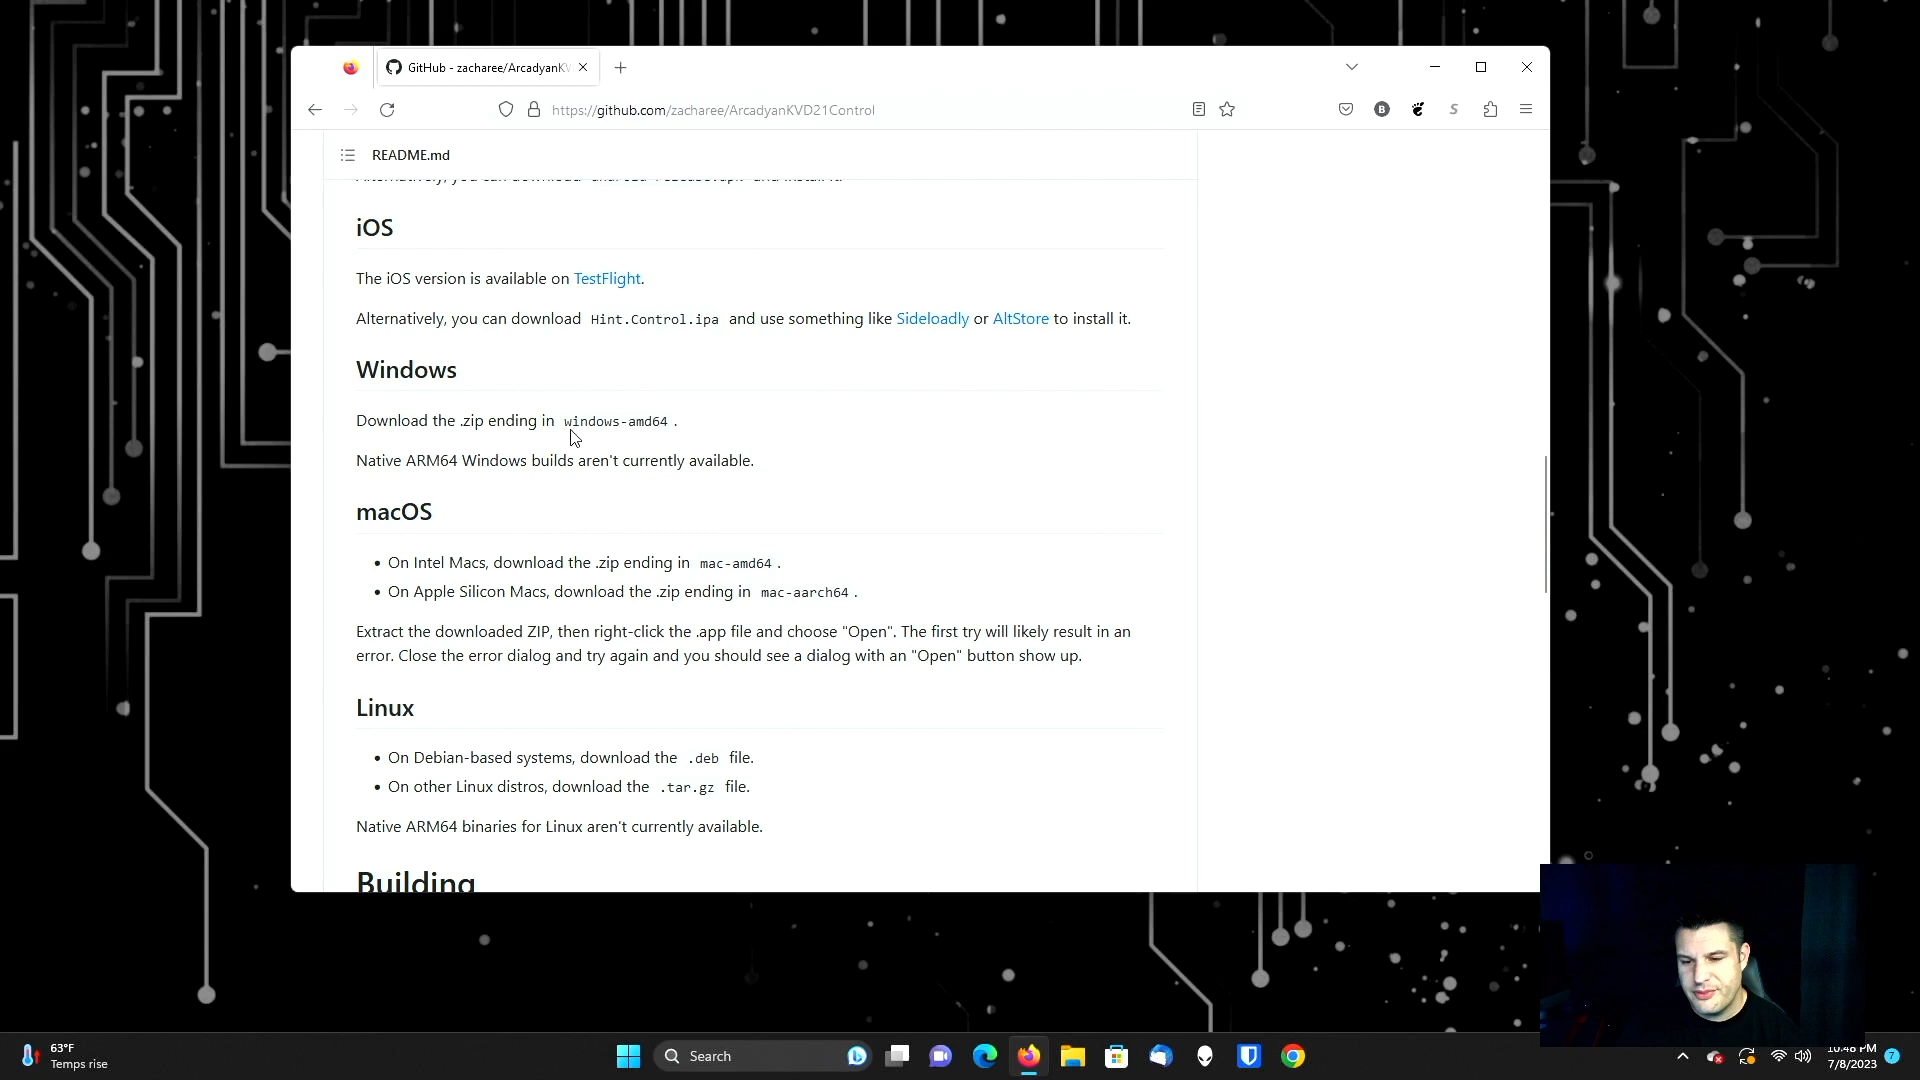 GitHub - zacharee/ArcadyanKV
https://github.com/zacharee/ArcadyanKVD21Control
README.md
iOS
The iOS version is available on TestFlight.
Alternatively, you can download Hint.Control.ipa and use something like Sideloadly or AltStore to install it.
Windows
Download the .zip ending in windows-amd64 .
Native ARM64 Windows builds aren't currently available.
macOS
• On Intel Macs, download the .zip ending in mac-amd64 .
• On Apple Silicon Macs, download the .zip ending in mac-aarch64 .
Extract the downloaded ZIP, then right-click the .app file and choose "Open". The first try will likely result in an
error. Close the error dialog and try again and you should see a dialog with an "Open" button show up.
Linux
• On Debian-based systems, download the .deb file.
• On other Linux distros, download the .tar.gz file.
Native ARM64 binaries for Linux aren't currently available.
Building
63°F
Temps rise
Search
10:48 PM
7/8/2023
7